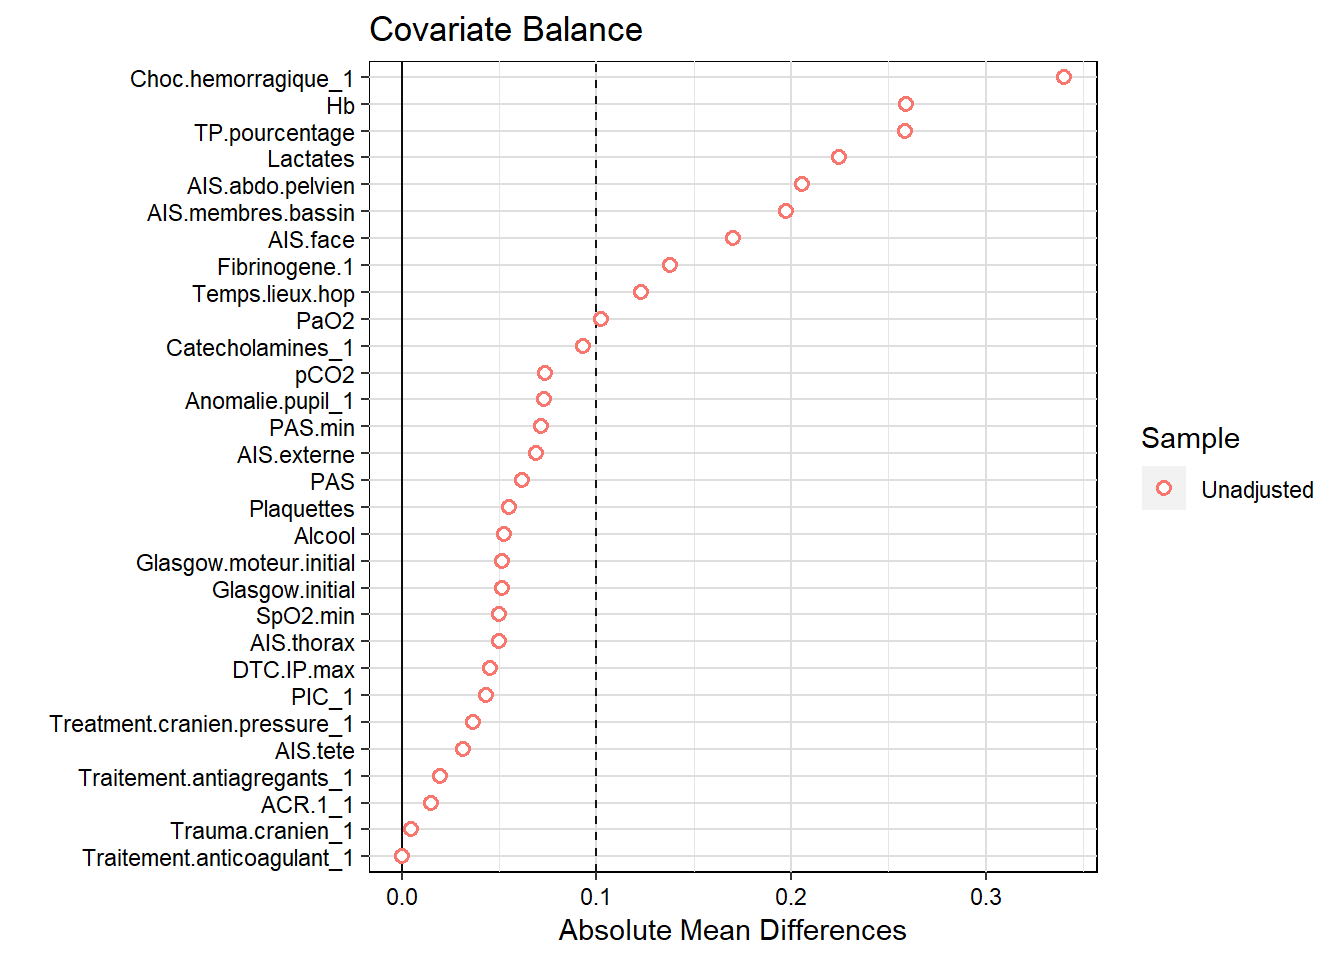 Covariate Balance
Choc.hemorragique_1
Hb
TP.pourcentage
Lactates
AIS.abdo.pelvien
AIS.membres.bassin
AIS.face
Fibrinogene.1
Temps.lieux.hop
PaO2
Catecholamines_1
pCO2
Anomalie.pupil_1
PAS.min
AIS.externe
PAS
Plaquettes
Alcool
Glasgow.moteur.initial
Glasgow.initial
SpO2.min
AIS.thorax
DTC.IP.max
PIC_1
Treatment.cranien.pressure_1
AIS.tete
Traitement.antiagregants_1
ACR.1_1
Trauma.cranien_1
Traitement.anticoagulant_1
0.0 0.1 0.2 0.3
Absolute Mean Differences
Sample
Unadjusted